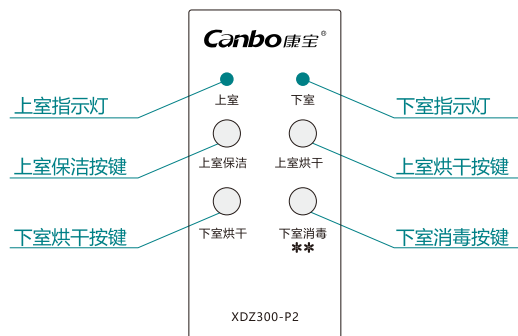 Canbo康宝®
上室 下室
上室指示灯 下室指示灯
上室保洁 上室烘干
上室保洁按键 上室烘干按键
下室烘干 下室消毒
下室烘干按键 下室消毒按键
**
XDZ300-P2